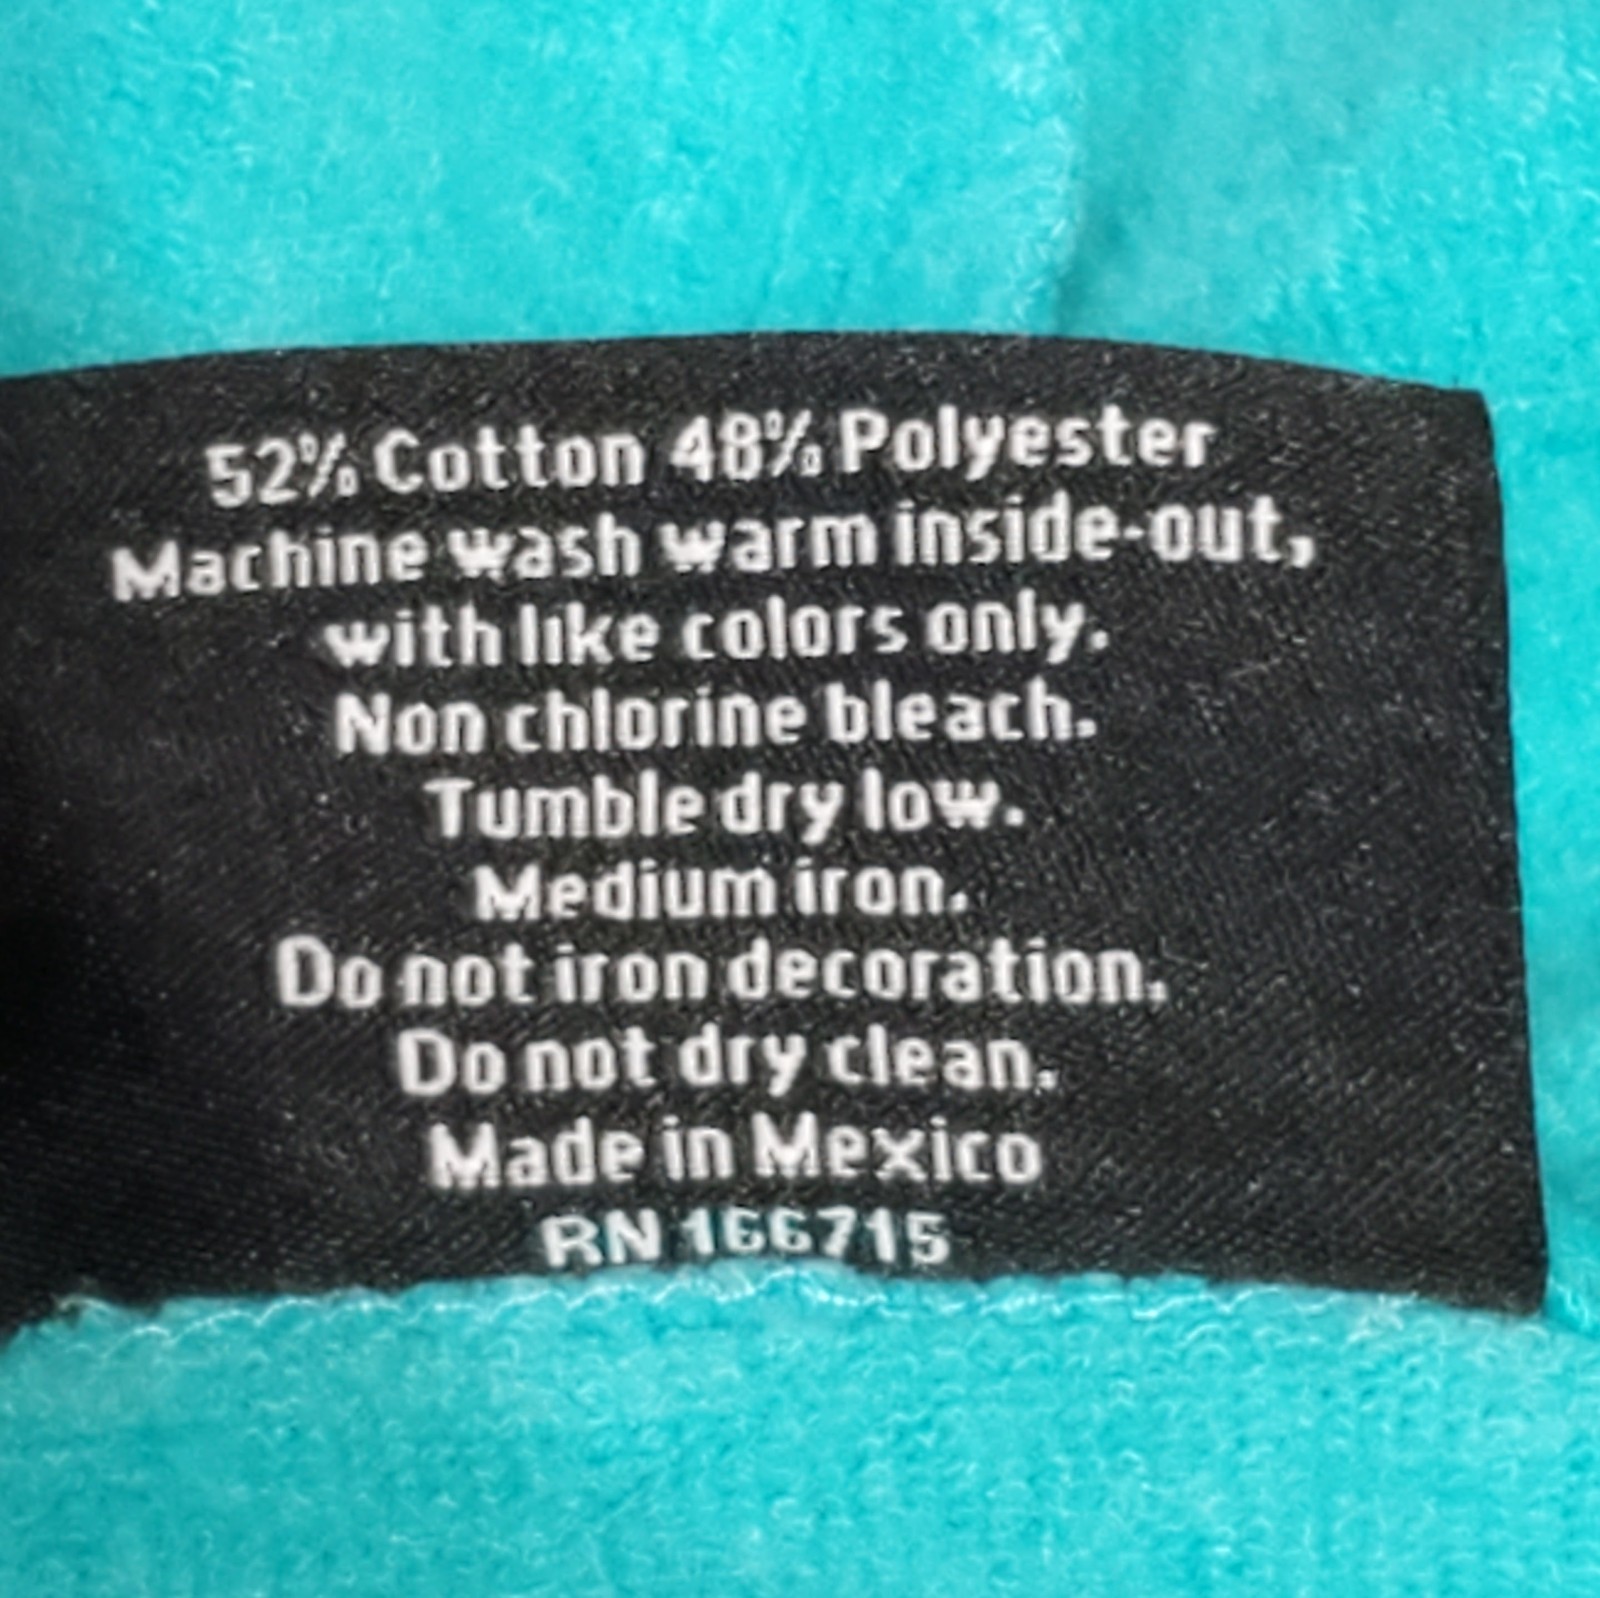 52% Cotton 48% Polyester
Machine wash warm inside-out,
with like colors only.
Non chlorine bleach.
Tumble dry low.
Medium iron.
Do not iron decoration.
Do not dry clean.
Made in Mexico
RN 166715